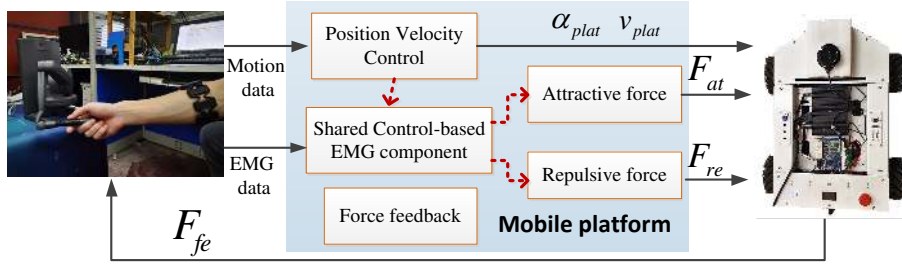 Position Velocity
Control
α_plat v_plat
Motion
data
F_at
Attractive force
Shared Control-based
EMG component
EMG
data
F_re
Repulsive force
Force feedback
Mobile platform
F_fe